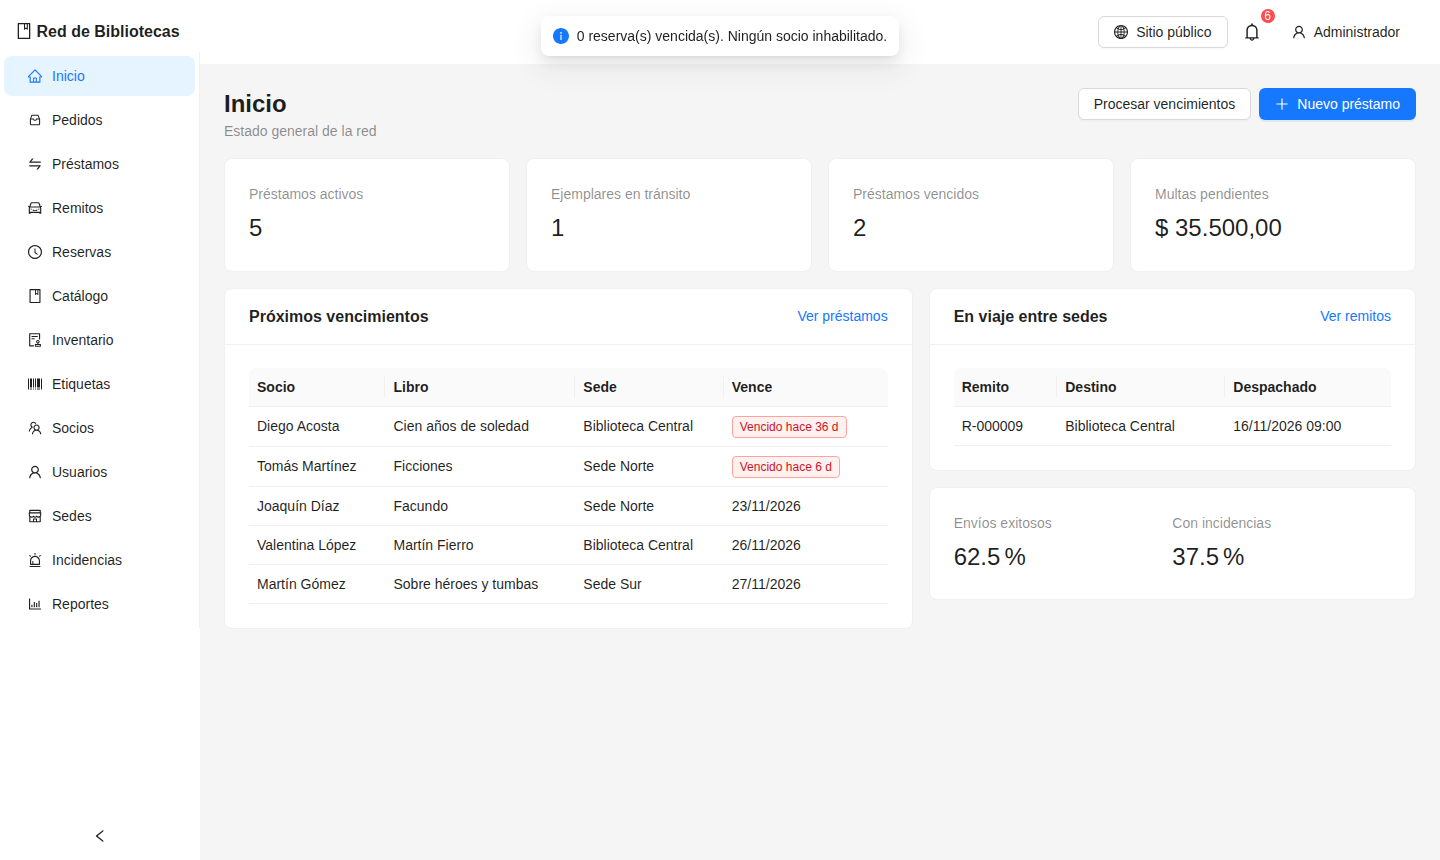 Red de Bibliotecas
0 reserva(s) vencida(s). Ningún socio inhabilitado.
Sitio público
6
Administrador
Inicio
Pedidos
Préstamos
Remitos
Reservas
Catálogo
Inventario
Etiquetas
Socios
Usuarios
Sedes
Incidencias
Reportes
Inicio
Estado general de la red
Procesar vencimientos
Nuevo préstamo
Préstamos activos
5
Ejemplares en tránsito
1
Préstamos vencidos
2
Multas pendientes
$ 35.500,00
Próximos vencimientos
Ver préstamos
Socio Libro Sede Vence
Diego Acosta Cien años de soledad Biblioteca Central Vencido hace 36 d
Tomás Martínez Ficciones Sede Norte Vencido hace 6 d
Joaquín Díaz Facundo Sede Norte 23/11/2026
Valentina López Martín Fierro Biblioteca Central 26/11/2026
Martín Gómez Sobre héroes y tumbas Sede Sur 27/11/2026
En viaje entre sedes
Ver remitos
Remito Destino Despachado
R-000009 Biblioteca Central 16/11/2026 09:00
Envíos exitosos
62.5 %
Con incidencias
37.5 %